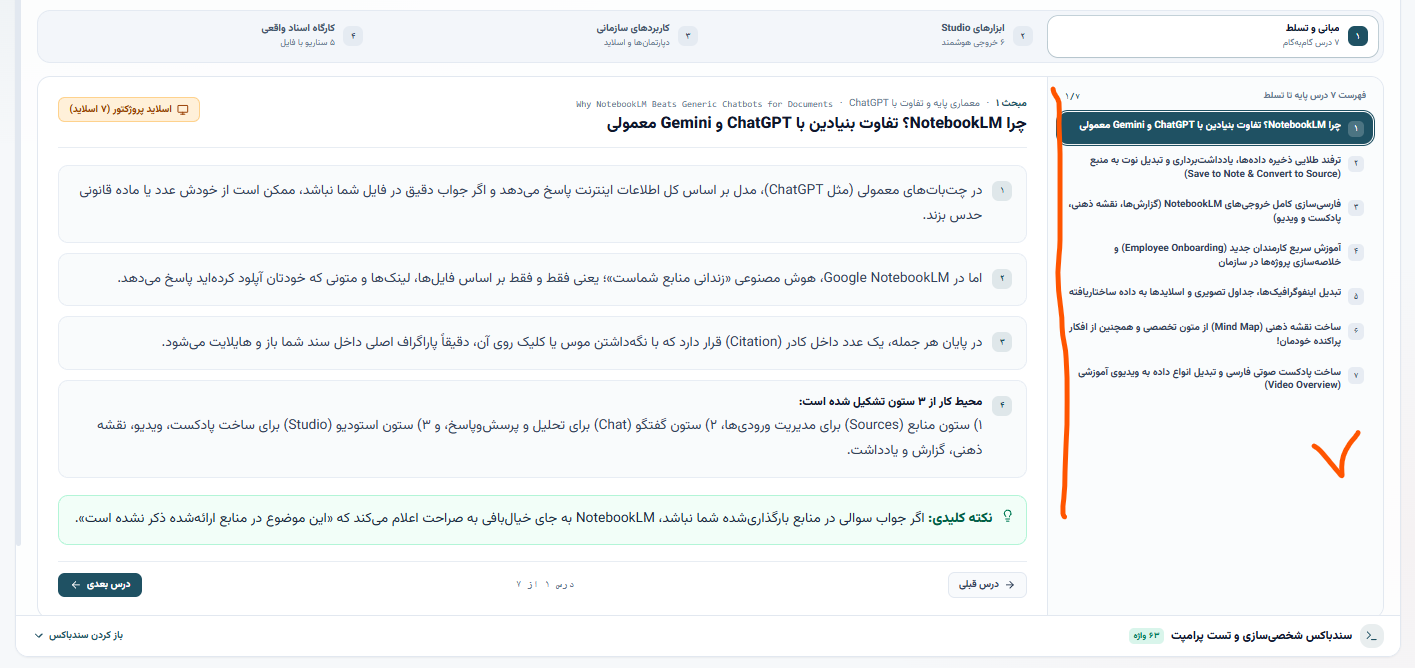 ۱
مبانی و تسلط
۷ درس گام‌به‌گام
۲
ابزارهای Studio
۶ خروجی هوشمند
۳
کاربردهای سازمانی
دپارتمان‌ها و اسلاید
۴
کارگاه اسناد واقعی
۵ سناریو با فایل
فهرست ۷ درس پایه تا تسلط
۱/۷
۱
چرا NotebookLM؟ تفاوت بنیادین با ChatGPT و Gemini معمولی
۲
ترفند طلایی ذخیره داده‌ها، یادداشت‌برداری و تبدیل نوت به منبع
(Save to Note & Convert to Source)
۳
فارسی‌سازی کامل خروجی‌های NotebookLM (گزارش‌ها، نقشه ذهنی،
پادکست و ویدیو)
۴
آموزش سریع کارمندان جدید (Employee Onboarding) و
خلاصه‌سازی پروژه‌ها در سازمان
۵
تبدیل اینفوگرافیک‌ها، جداول تصویری و اسلایدها به داده ساختاریافته
۶
ساخت نقشه ذهنی (Mind Map) از متون تخصصی و همچنین از افکار
پراکنده خودمان!
۷
ساخت پادکست صوتی فارسی و تبدیل انواع داده به ویدیوی آموزشی
(Video Overview)
مبحث ۱ · معماری پایه و تفاوت با ChatGPT · Why NotebookLM Beats Generic Chatbots for Documents
چرا NotebookLM؟ تفاوت بنیادین با ChatGPT و Gemini معمولی
اسلاید پروژکتور (۷ اسلاید)
۱
در چت‌بات‌های معمولی (مثل ChatGPT)، مدل بر اساس کل اطلاعات اینترنت پاسخ می‌دهد و اگر جواب دقیق در فایل شما نباشد، ممکن است از خودش عدد یا ماده قانونی
حدس بزند.
۲
اما در Google NotebookLM، هوش مصنوعی «زندانی منابع شماست»؛ یعنی فقط و فقط بر اساس فایل‌ها، لینک‌ها و متونی که خودتان آپلود کرده‌اید پاسخ می‌دهد.
۳
در پایان هر جمله، یک عدد داخل کادر (Citation) قرار دارد که با نگه‌داشتن موس یا کلیک روی آن، دقیقاً پاراگراف اصلی داخل سند شما باز و هایلایت می‌شود.
۴
محیط کار از ۳ ستون تشکیل شده است:
۱) ستون منابع (Sources) برای مدیریت ورودی‌ها، ۲) ستون گفتگو (Chat) برای تحلیل و پرسش‌وپاسخ، و ۳) ستون استودیو (Studio) برای ساخت پادکست، ویدیو، نقشه
ذهنی، گزارش و یادداشت.
نکته کلیدی: اگر جواب سوالی در منابع بارگذاری‌شده شما نباشد، NotebookLM به جای خیال‌بافی به صراحت اعلام می‌کند که «این موضوع در منابع ارائه‌شده ذکر نشده است».
→ درس قبلی
درس ۱ از ۷
درس بعدی ←
سندباکس شخصی‌سازی و تست پرامپت
۶۳ واژه
باز کردن سندباکس